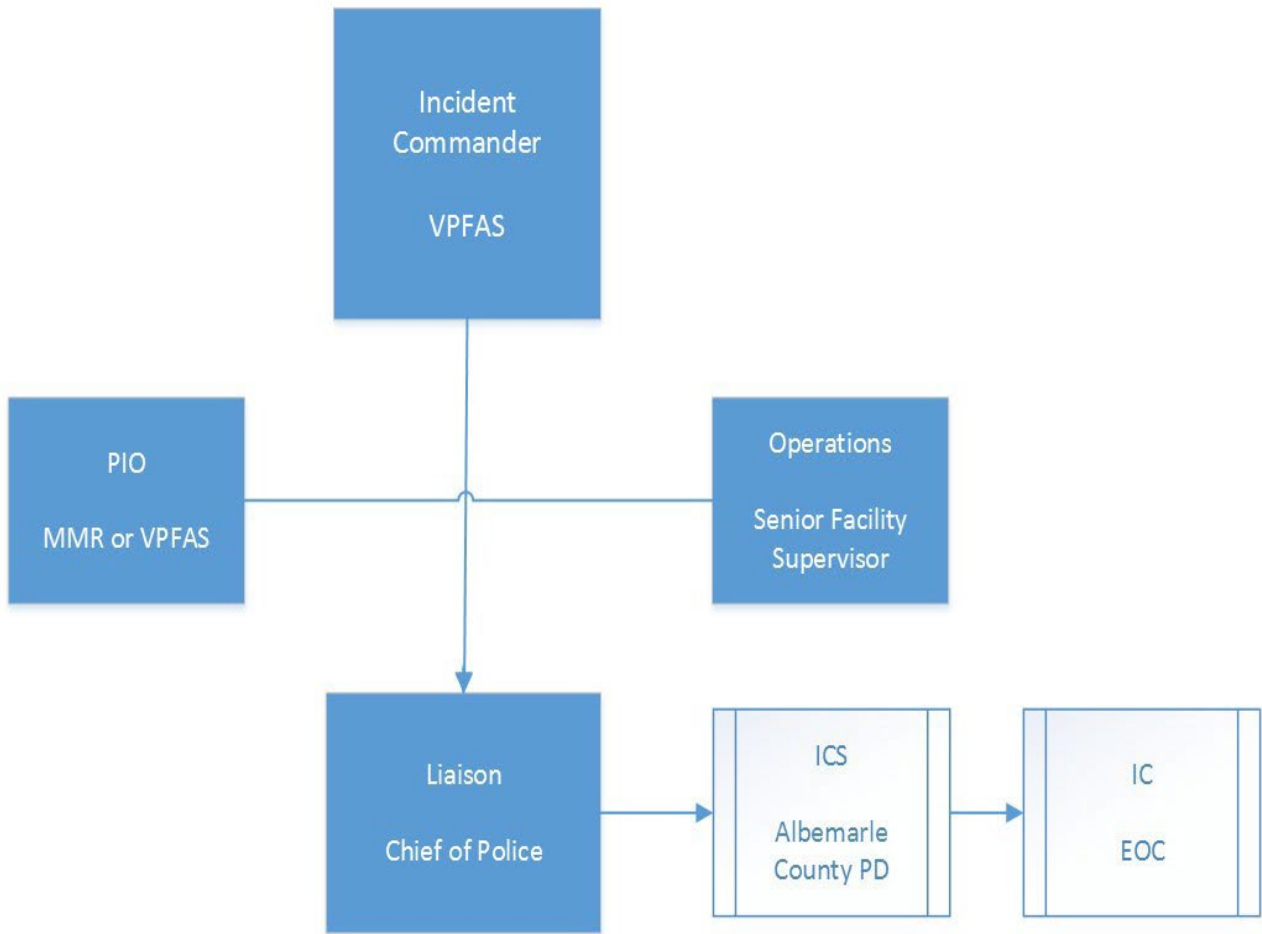 Incident
Commander
VPFAS
PIO
MMR or VPFAS
Operations
Senior Facility
Supervisor
Liaison
Chief of Police
ICS
Albemarle
County PD
IC
EOC